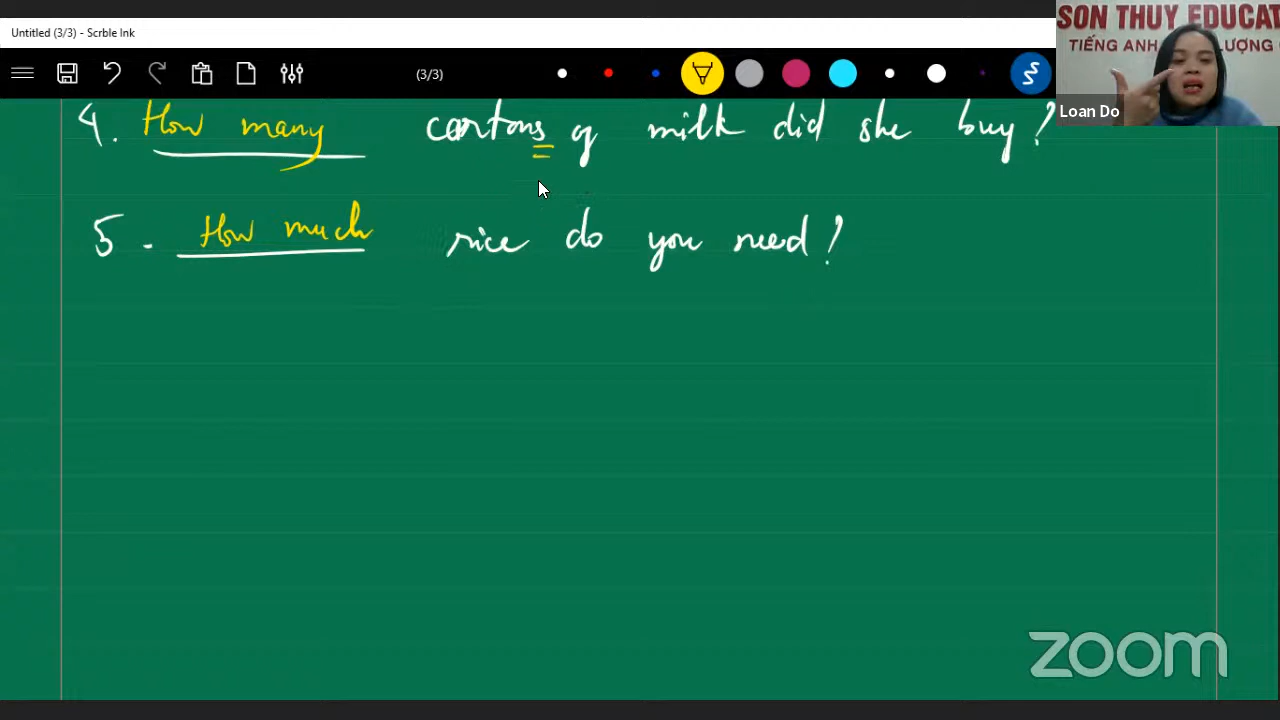 Untitled (3/3) - Scrble Ink
(3/3)
SON THUY EDUCAT
TIẾNG ANH LƯỢNG
Loan Do
4. How many cartons of milk did she buy?
5. How much rice do you need?
zoom